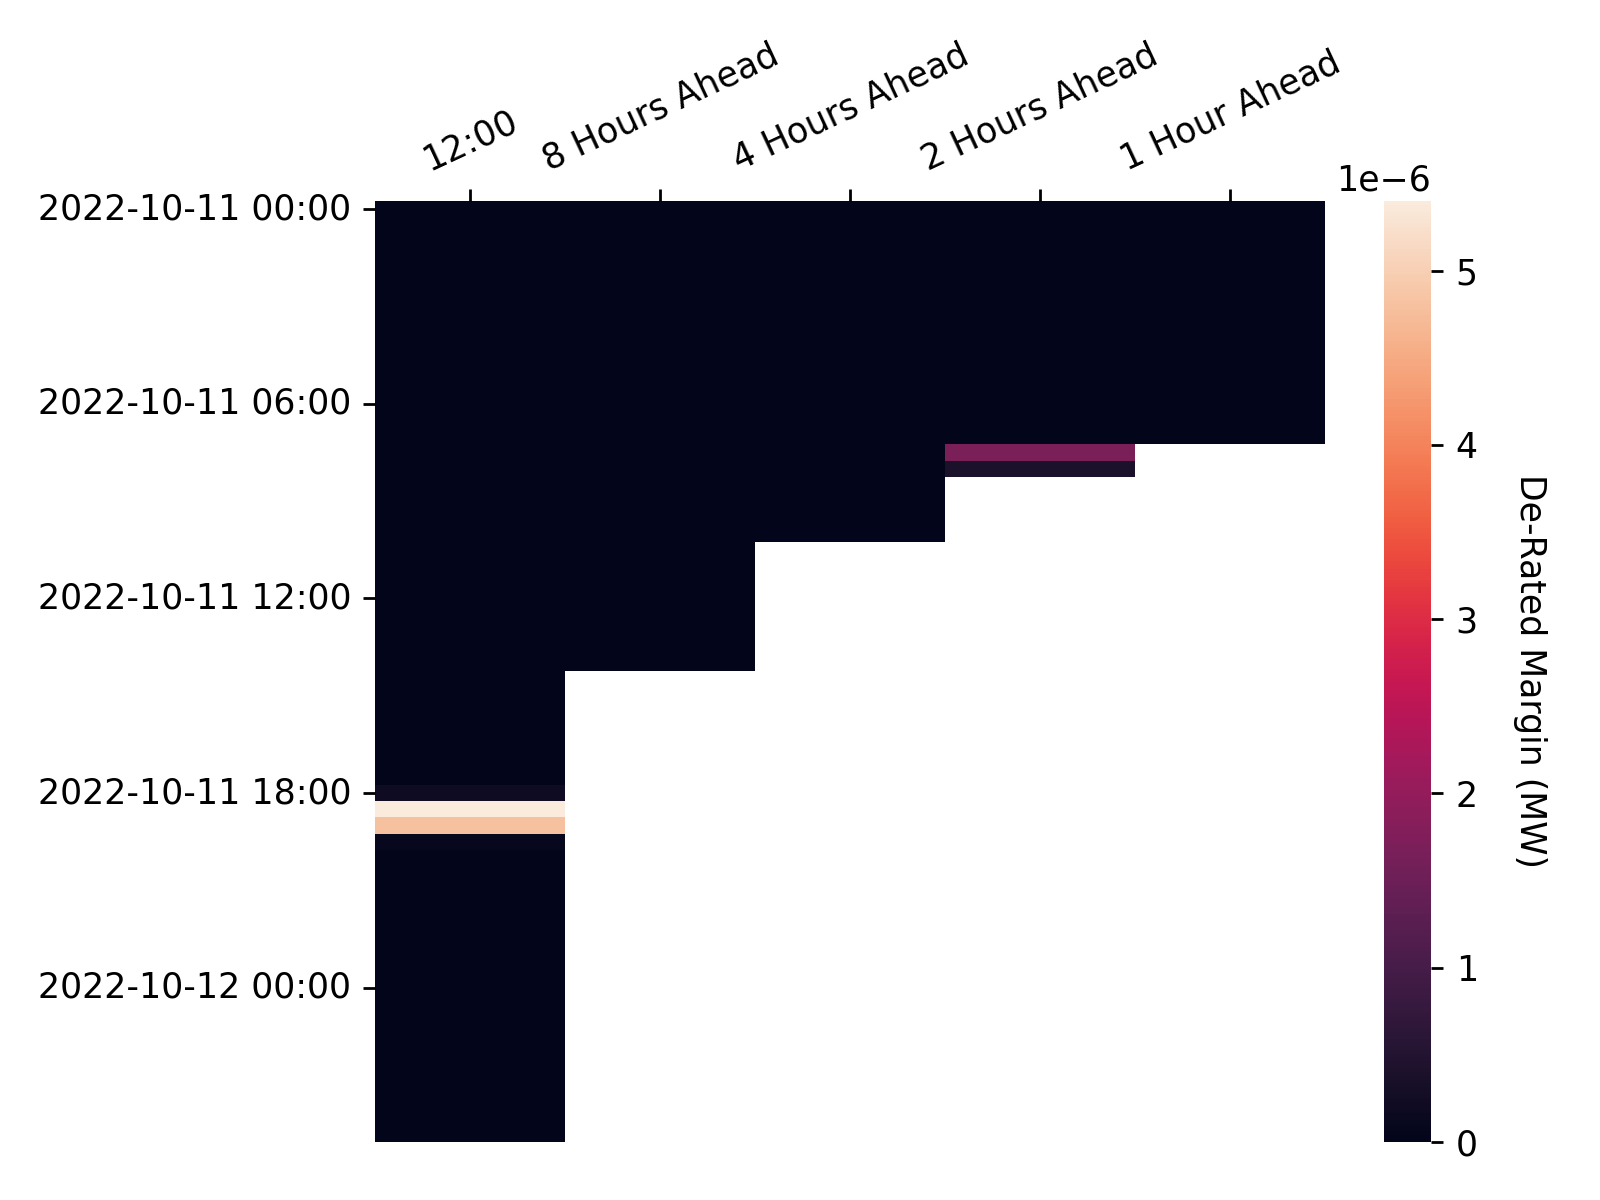 12:00
8 Hours Ahead
4 Hours Ahead
2 Hours Ahead
1 Hour Ahead
1e−6
2022-10-11 00:00
2022-10-11 06:00
2022-10-11 12:00
2022-10-11 18:00
2022-10-12 00:00
5
4
3
2
1
0
De-Rated Margin (MW)